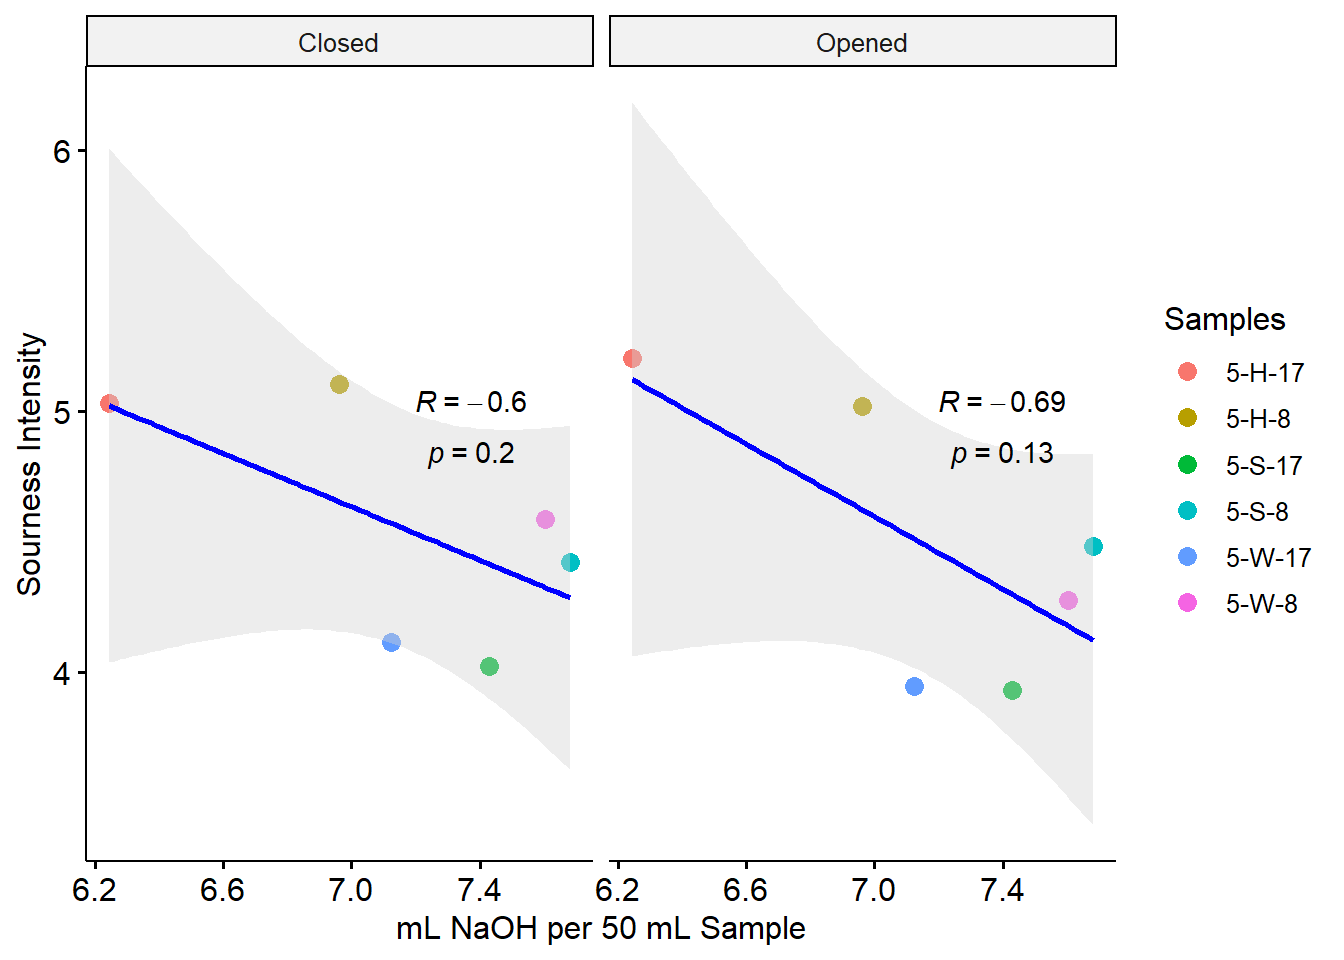 Closed
Opened
Sourness Intensity
6
5
4
R = −0.6
p = 0.2
R = −0.69
p = 0.13
6.2 6.6 7.0 7.4
6.2 6.6 7.0 7.4
mL NaOH per 50 mL Sample
Samples
5-H-17
5-H-8
5-S-17
5-S-8
5-W-17
5-W-8